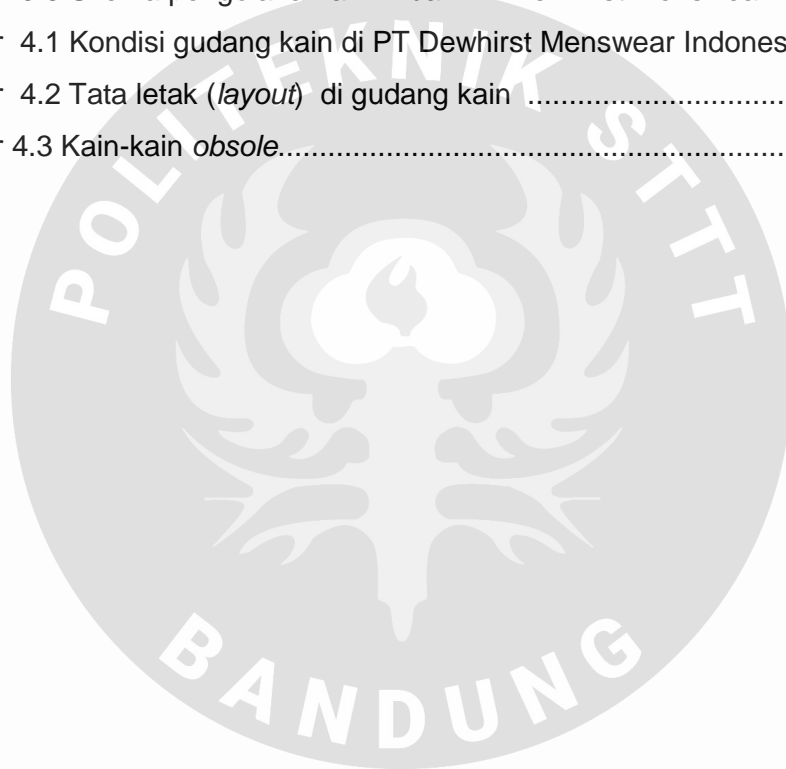 4.1 Kondisi gudang kain di PT Dewhirst Menswear
4.2 Tata letak (layout) di gudang kain ........................................
4.3 Kain-kain obsole...............................................................
POLITEKNIK STTT
BANDUNG